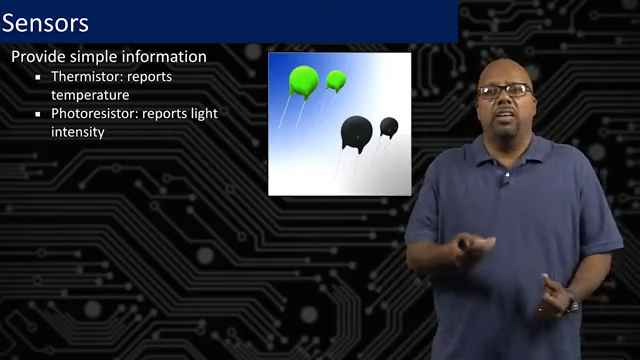 Sensors
Provide simple information
▪ Thermistor: reports
temperature
▪ Photoresistor: reports light
intensity